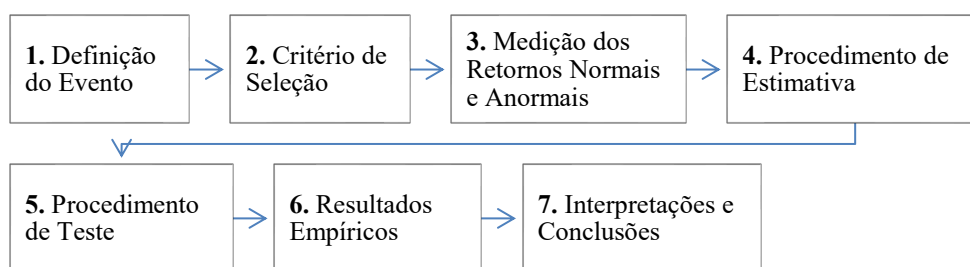 1. Definição
do Evento
2. Critério de
Seleção
3. Medição dos
Retornos Normais
e Anormais
4. Procedimento de
Estimativa
5. Procedimento
de Teste
6. Resultados
Empíricos
7. Interpretações e
Conclusões